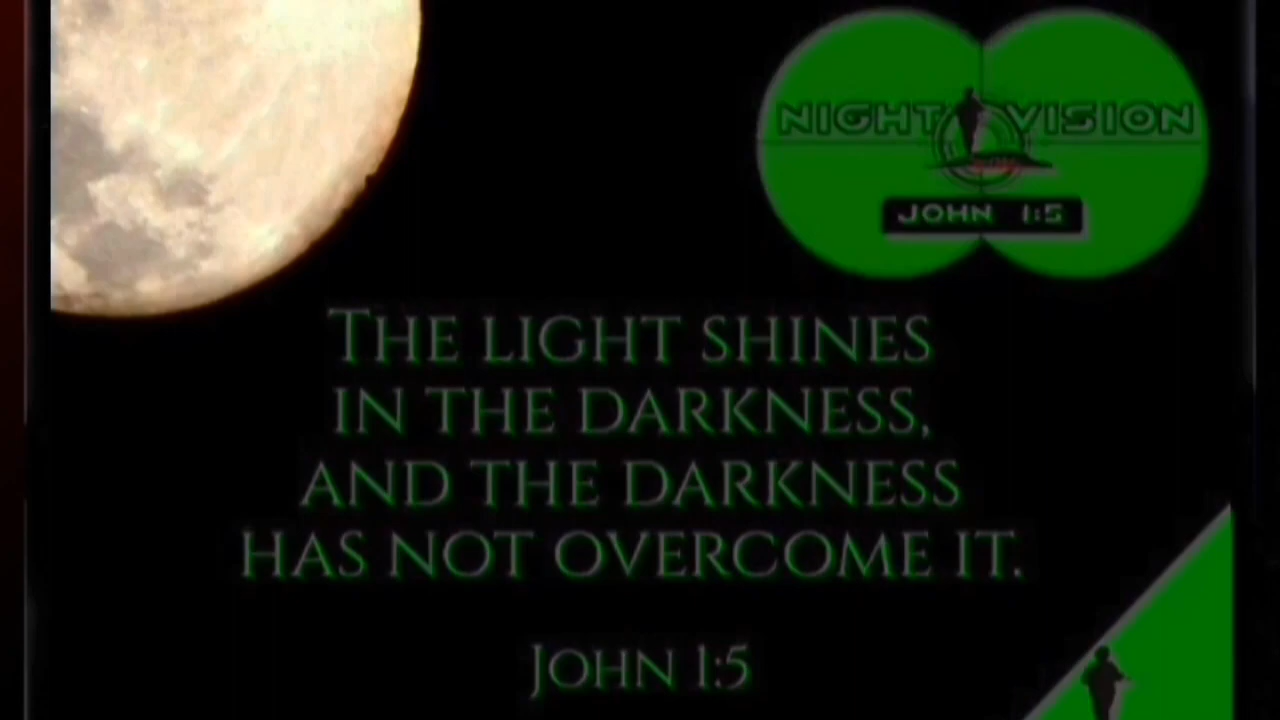 NIGHT VISION
JOHN 1:5
THE LIGHT SHINES
IN THE DARKNESS,
AND THE DARKNESS
HAS NOT OVERCOME IT.
JOHN 1:5